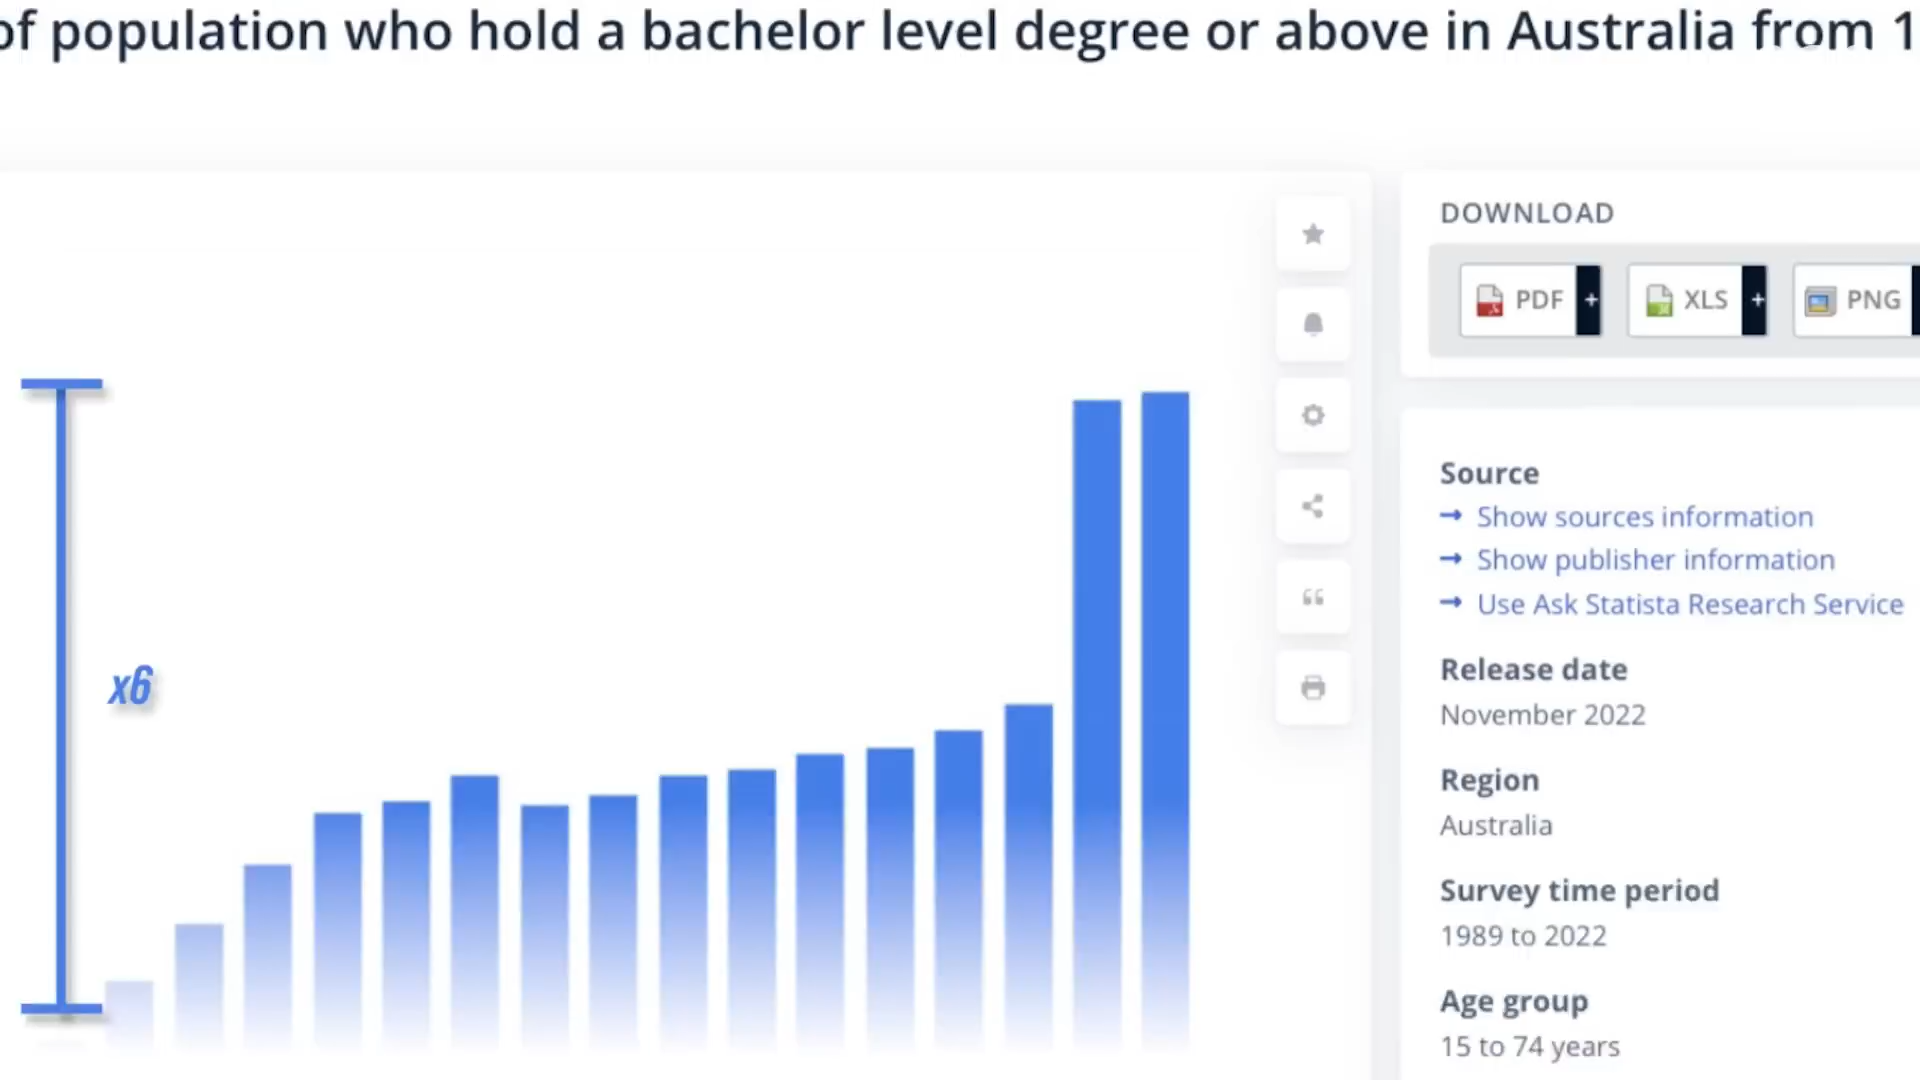 of population who hold a bachelor level degree or above in Australia from 1
DOWNLOAD
PDF +
XLS +
PNG
x6
Source
Show sources information
Show publisher information
Use Ask Statista Research Service
Release date
November 2022
Region
Australia
Survey time period
1989 to 2022
Age group
15 to 74 years